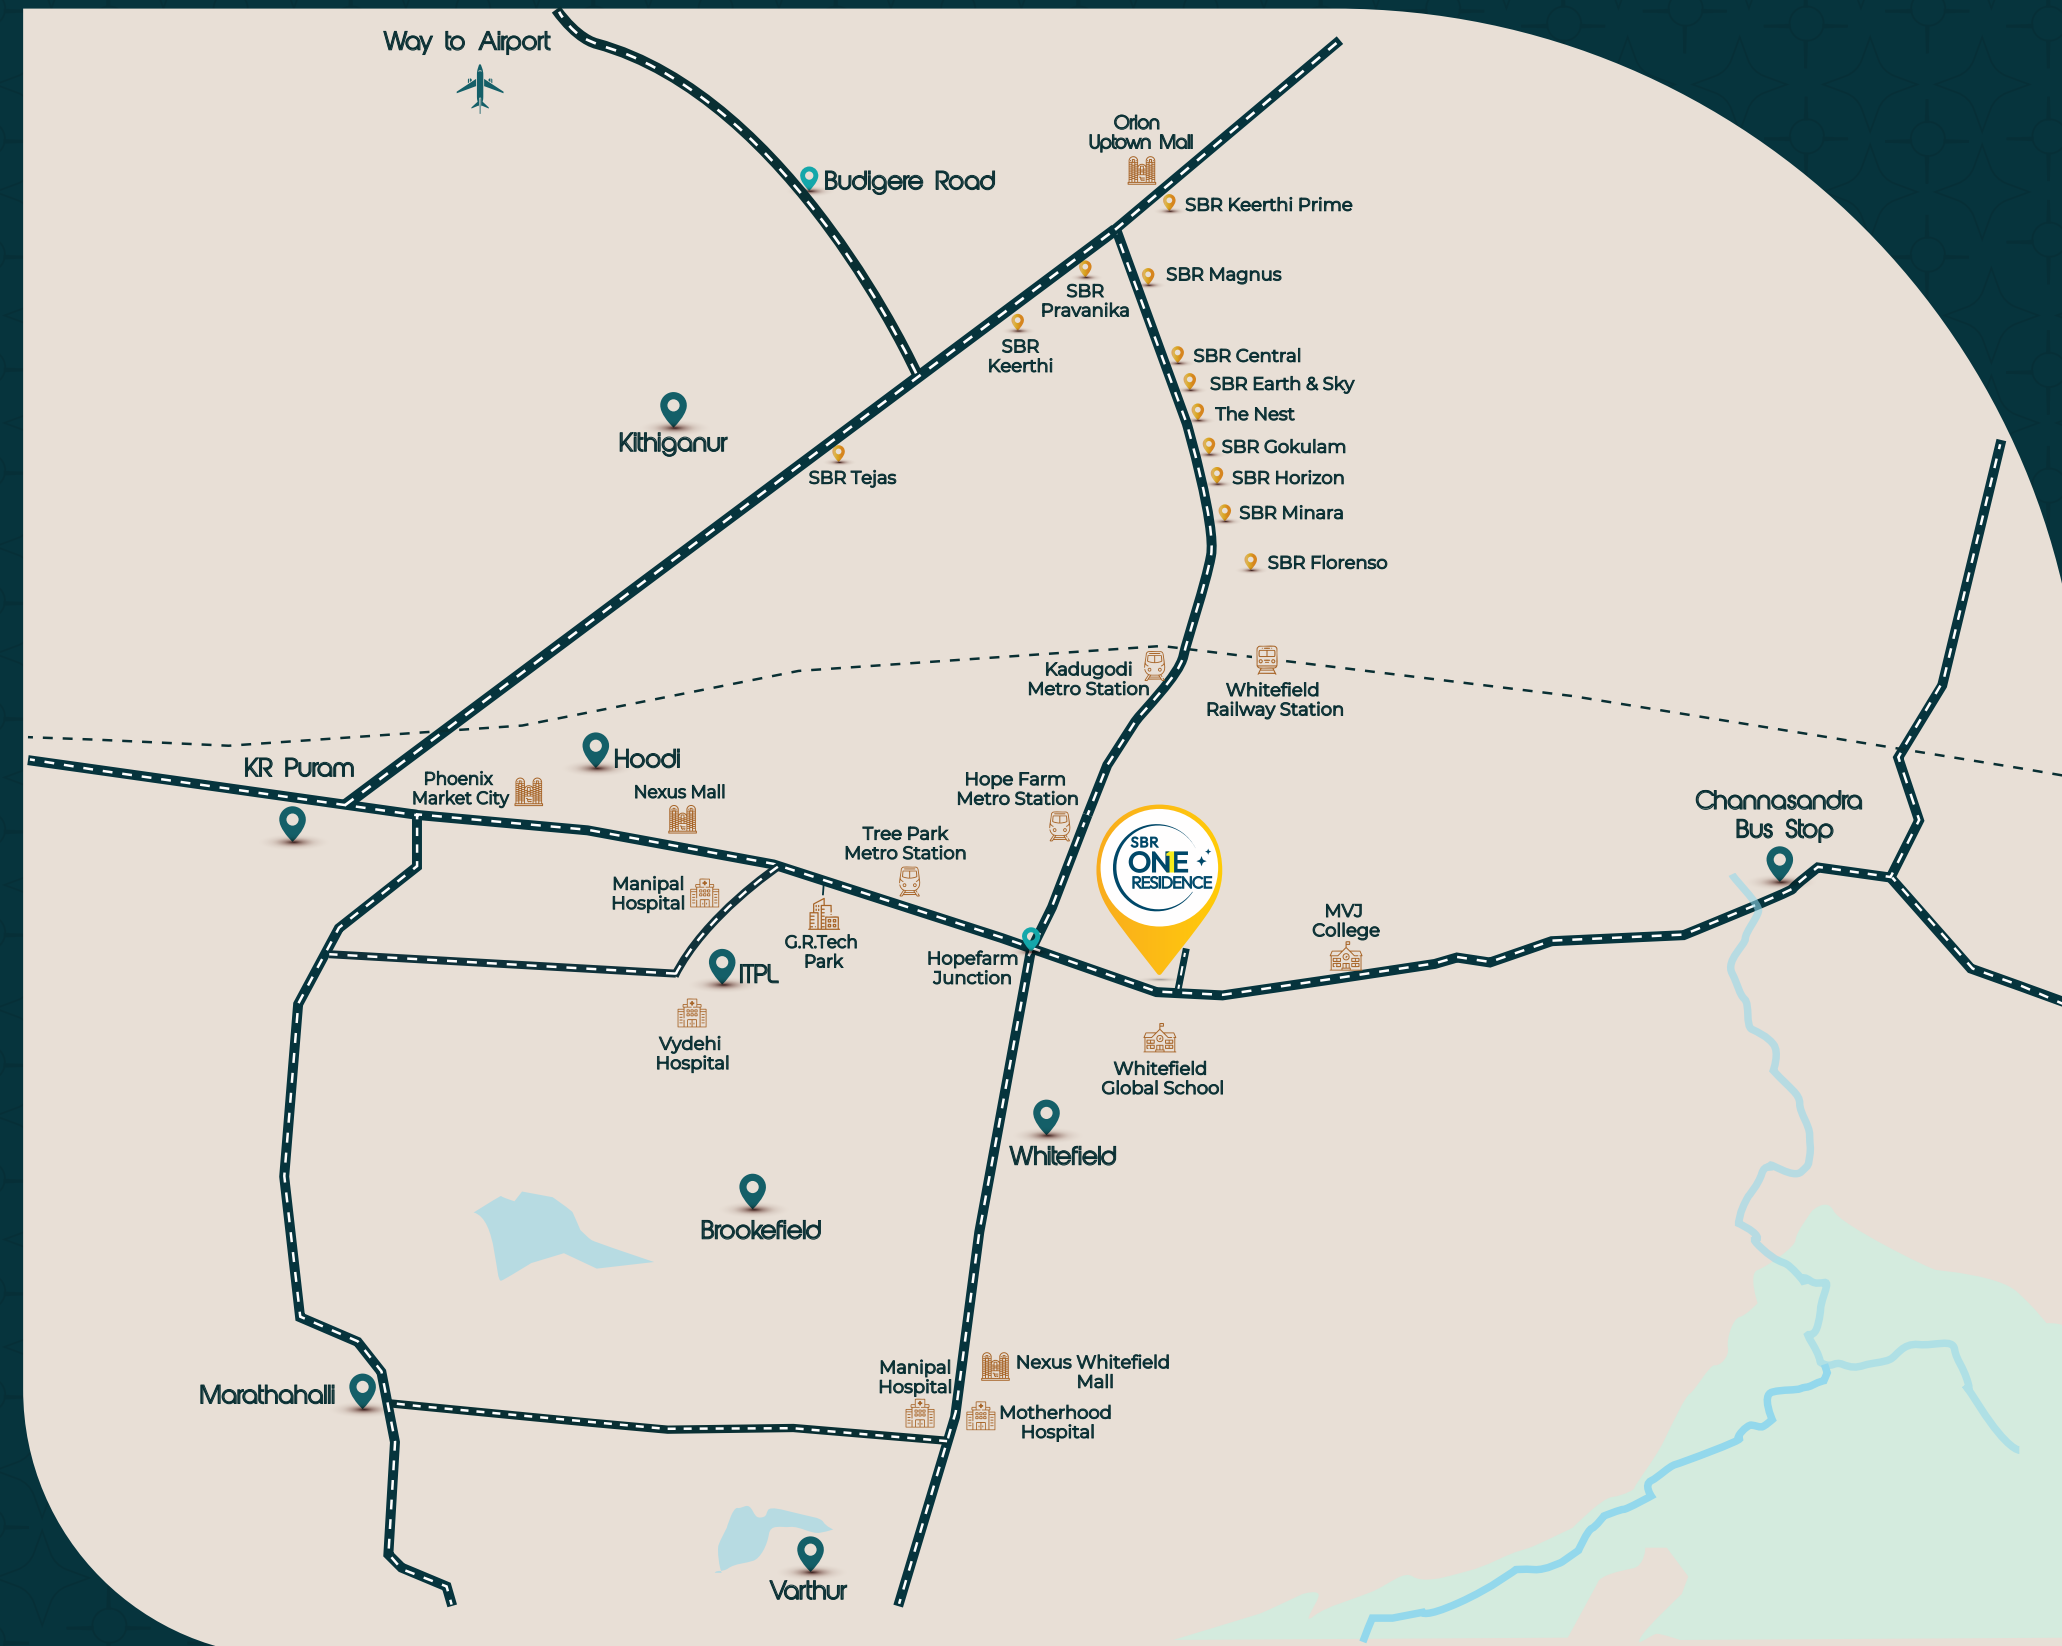 Way to Airport
Orion
Uptown Mall
Budigere Road
SBR Keerthi Prime
SBR Magnus
SBR
Pravanika
SBR
Keerthi
SBR Central
SBR Earth & Sky
The Nest
Kithiganur
SBR Gokulam
SBR Tejas
SBR Horizon
SBR Minara
SBR Florenso
Kadugodi
Metro Station
Whitefield
Railway Station
KR Puram
Hoodi
Phoenix
Market City
Nexus Mall
Hope Farm
Metro Station
Channasandra
Bus Stop
Tree Park
Metro Station
SBR
ONE
RESIDENCE
Manipal
Hospital
MVJ
College
G.R.Tech
Park
Hopefarm
Junction
ITPL
Vydehi
Hospital
Whitefield
Global School
Whitefield
Brookefield
Manipal
Hospital
Nexus Whitefield
Mall
Marathahalli
Motherhood
Hospital
Varthur